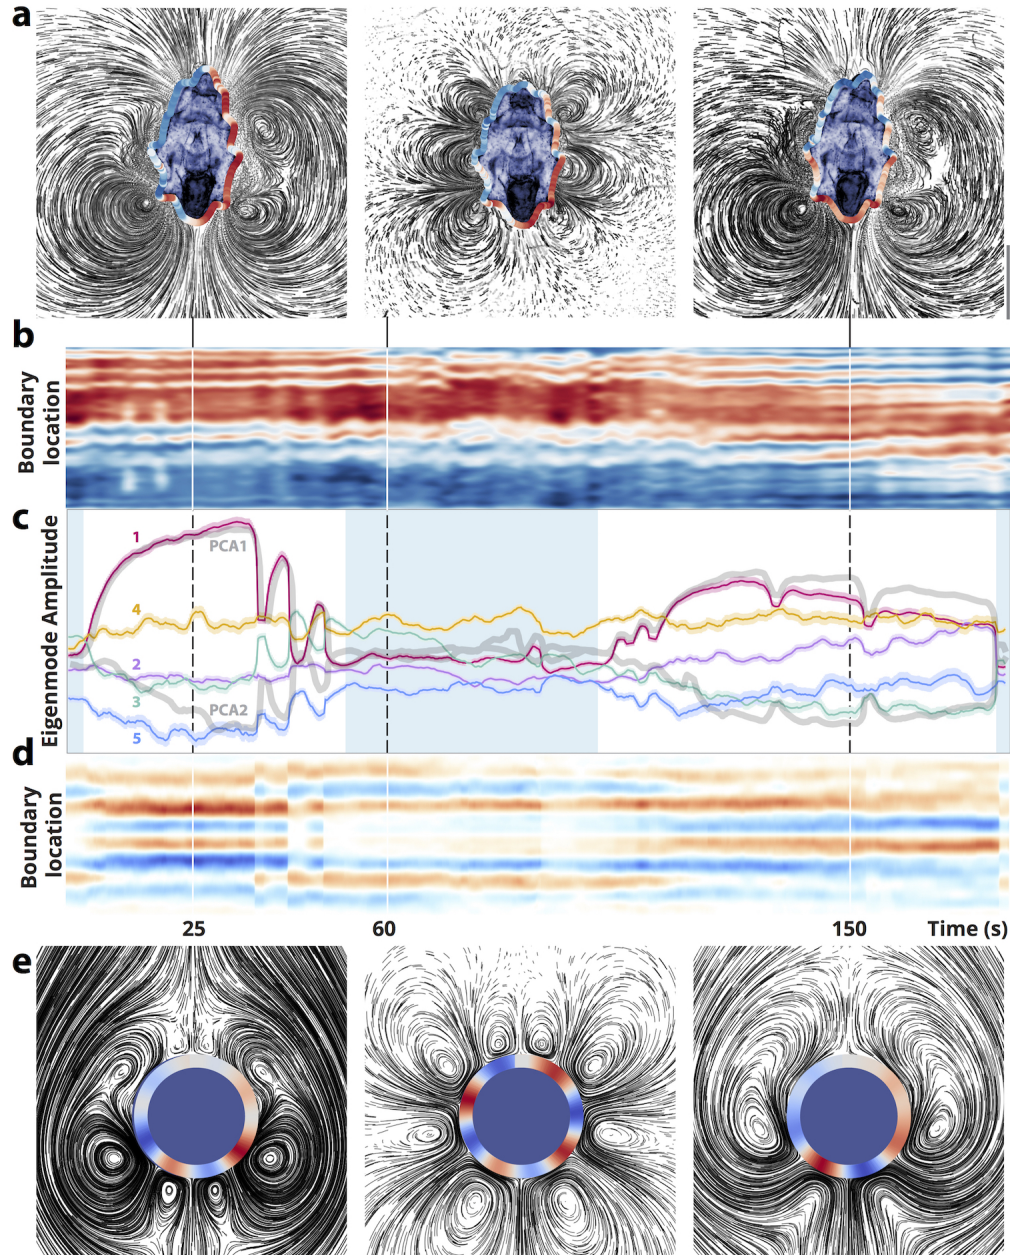 a
b
Boundary
location
c
Eigenmode Amplitude
1
PCA1
4
2
3
PCA2
5
d
Boundary
location
25
60
150
Time (s)
e